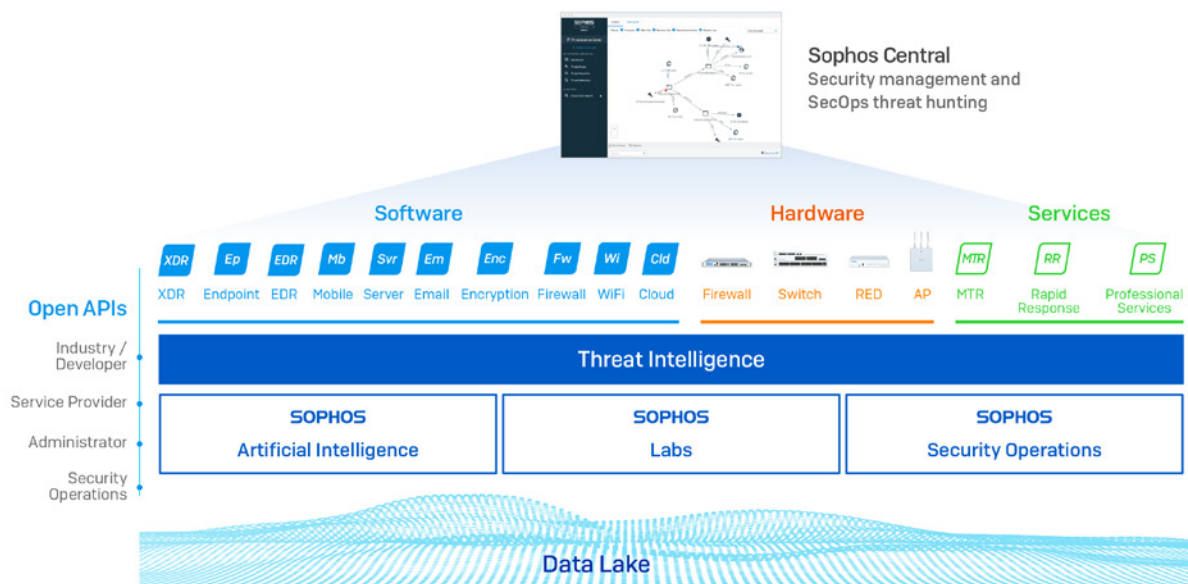 SOPHOS
Sophos Central
Security management and
SecOps threat hunting
Software
Hardware
Services
XDR
Ep
EDR
Mb
Svr
Em
Enc
Fw
Wi
Cld
MTR
RR
PS
XDR
Endpoint
EDR
Mobile
Server
Email
Encryption
Firewall
WiFi
Cloud
Firewall
Switch
RED
AP
MTR
Rapid
Response
Professional
Services
Open APIs
Industry /
Developer
Service Provider
Administrator
Security
Operations
Threat Intelligence
SOPHOS
Artificial Intelligence
SOPHOS
Labs
SOPHOS
Security Operations
Data Lake